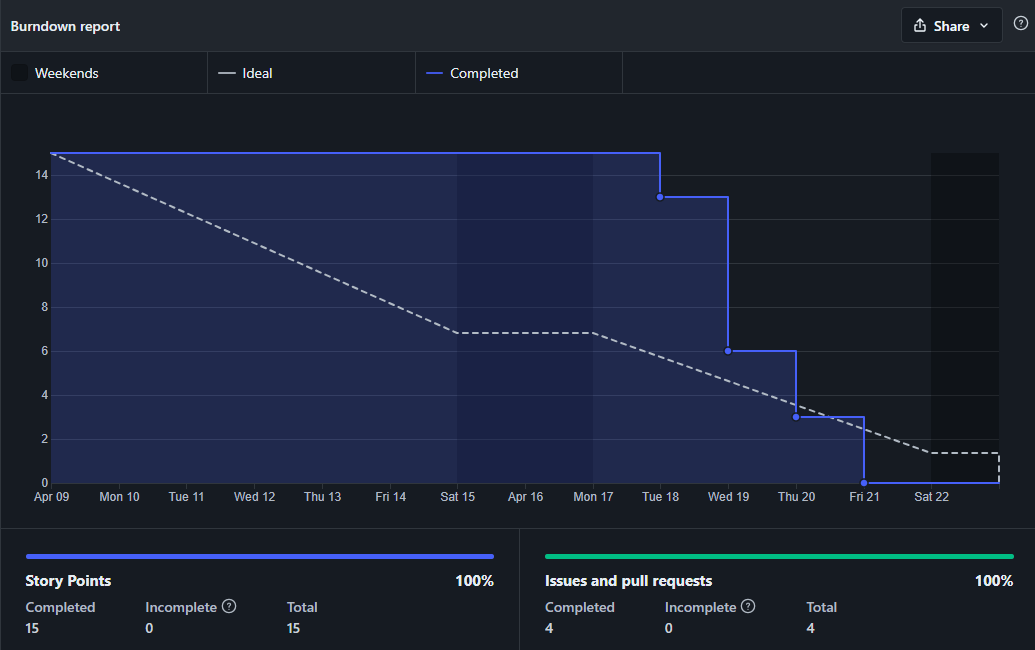 Burndown report
Share
Weekends Ideal Completed
14
12
10
8
6
4
2
0
Apr 09 Mon 10 Tue 11 Wed 12 Thu 13 Fri 14 Sat 15 Apr 16 Mon 17 Tue 18 Wed 19 Thu 20 Fri 21 Sat 22
Story Points 100%
Completed Incomplete ? Total
15 0 15
Issues and pull requests 100%
Completed Incomplete ? Total
4 0 4